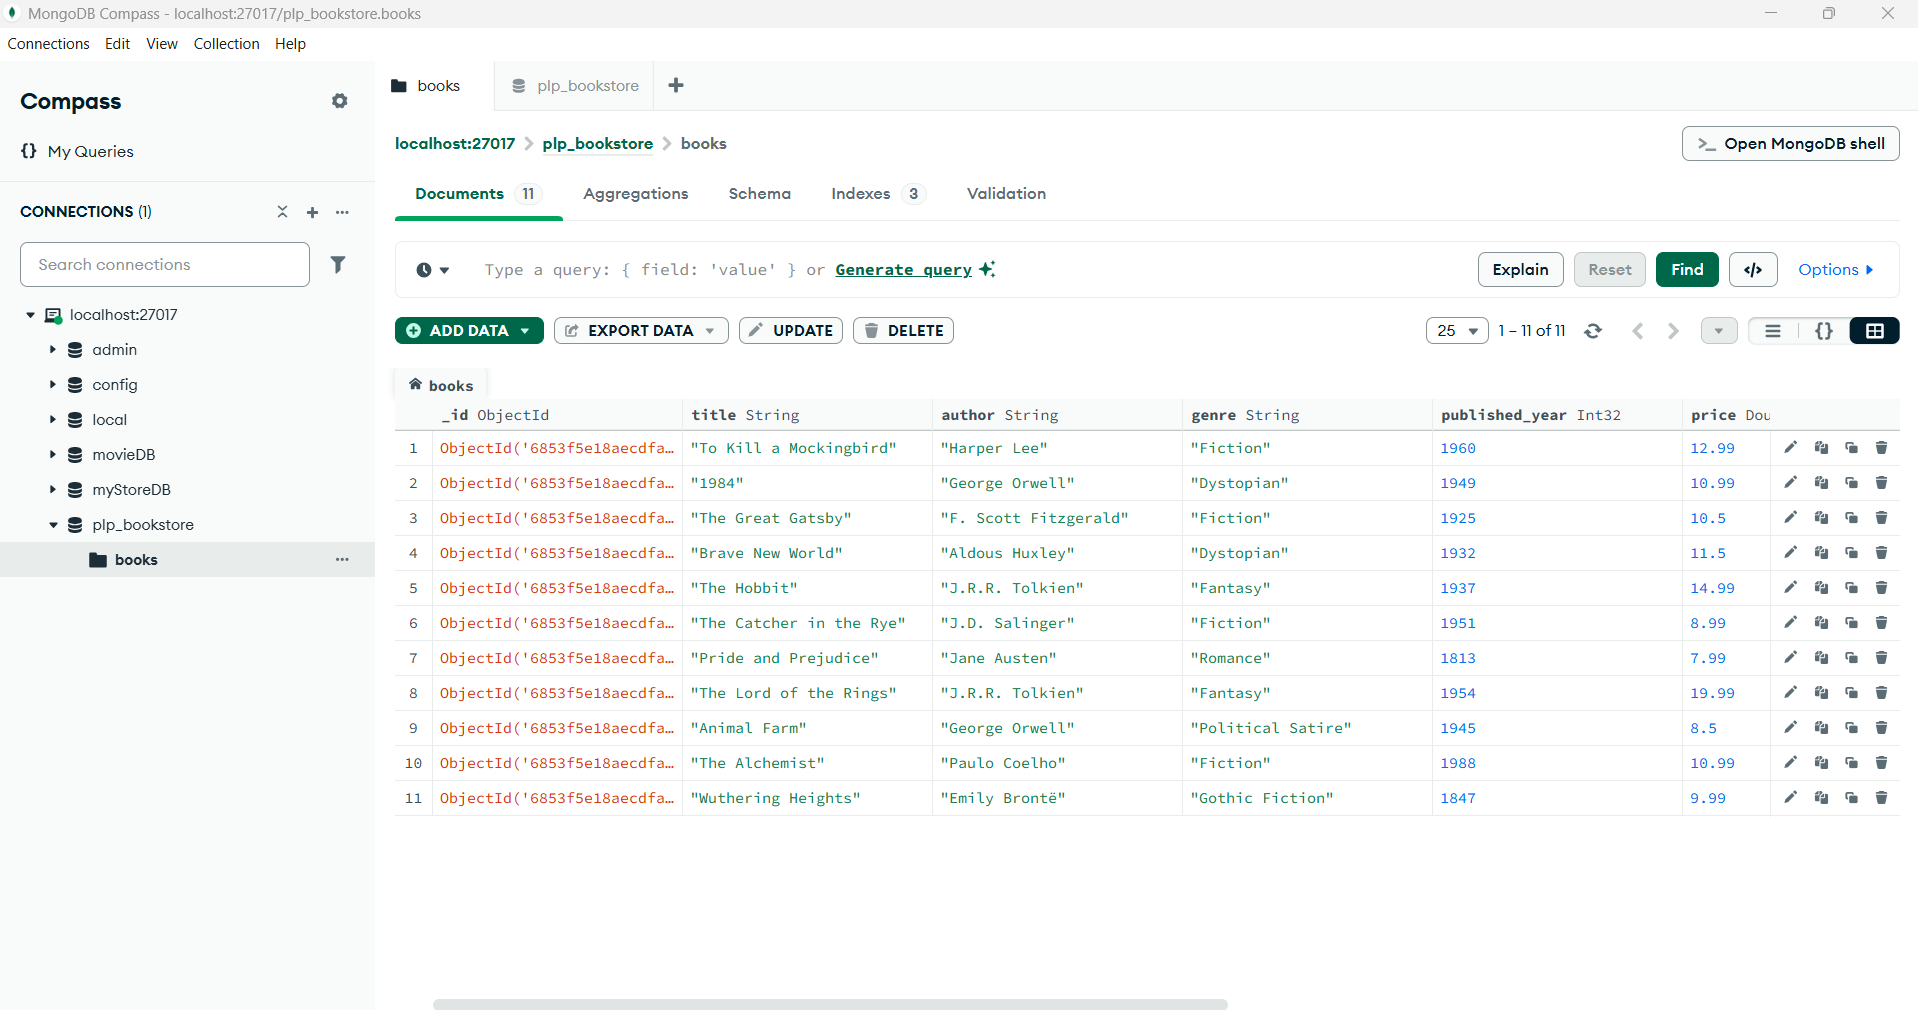 MongoDB Compass - localhost:27017/plp_bookstore.books
Connections Edit View Collection Help
Compass
{} My Queries
CONNECTIONS (1)
Search connections
localhost:27017
admin
config
local
movieDB
myStoreDB
plp_bookstore
books
books plp_bookstore
localhost:27017 plp_bookstore books
>_ Open MongoDB shell
Documents 11 Aggregations Schema Indexes 3 Validation
Type a query: { field: 'value' } or Generate query
Explain Reset Find </> Options
ADD DATA EXPORT DATA UPDATE DELETE
25 1 – 11 of 11 {}
books
_id ObjectId title String author String genre String published_year Int32 price Dou
1 ObjectId('6853f5e18aecdfa… "To Kill a Mockingbird" "Harper Lee" "Fiction" 1960 12.99
2 ObjectId('6853f5e18aecdfa… "1984" "George Orwell" "Dystopian" 1949 10.99
3 ObjectId('6853f5e18aecdfa… "The Great Gatsby" "F. Scott Fitzgerald" "Fiction" 1925 10.5
4 ObjectId('6853f5e18aecdfa… "Brave New World" "Aldous Huxley" "Dystopian" 1932 11.5
5 ObjectId('6853f5e18aecdfa… "The Hobbit" "J.R.R. Tolkien" "Fantasy" 1937 14.99
6 ObjectId('6853f5e18aecdfa… "The Catcher in the Rye" "J.D. Salinger" "Fiction" 1951 8.99
7 ObjectId('6853f5e18aecdfa… "Pride and Prejudice" "Jane Austen" "Romance" 1813 7.99
8 ObjectId('6853f5e18aecdfa… "The Lord of the Rings" "J.R.R. Tolkien" "Fantasy" 1954 19.99
9 ObjectId('6853f5e18aecdfa… "Animal Farm" "George Orwell" "Political Satire" 1945 8.5
10 ObjectId('6853f5e18aecdfa… "The Alchemist" "Paulo Coelho" "Fiction" 1988 10.99
11 ObjectId('6853f5e18aecdfa… "Wuthering Heights" "Emily Brontë" "Gothic Fiction" 1847 9.99